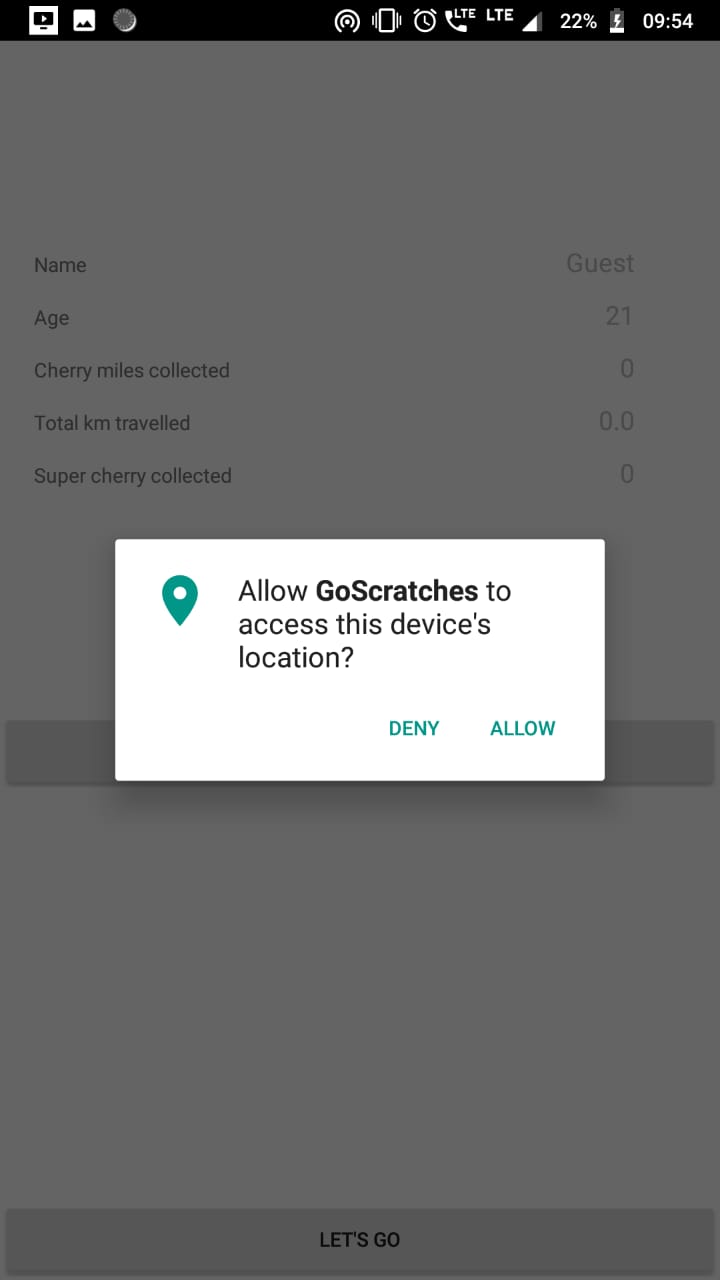 LTE LTE 22% 09:54
Name Guest
Age 21
Cherry miles collected 0
Total km travelled 0.0
Super cherry collected 0
Allow GoScratches to
access this device's
location?
DENY ALLOW
LET'S GO